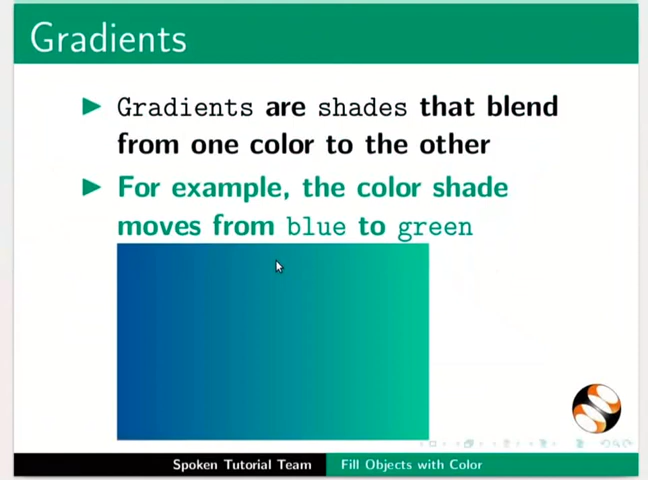 Gradients
Gradients are shades that blend
from one color to the other
For example, the color shade
moves from blue to green
Spoken Tutorial Team
Fill Objects with Color